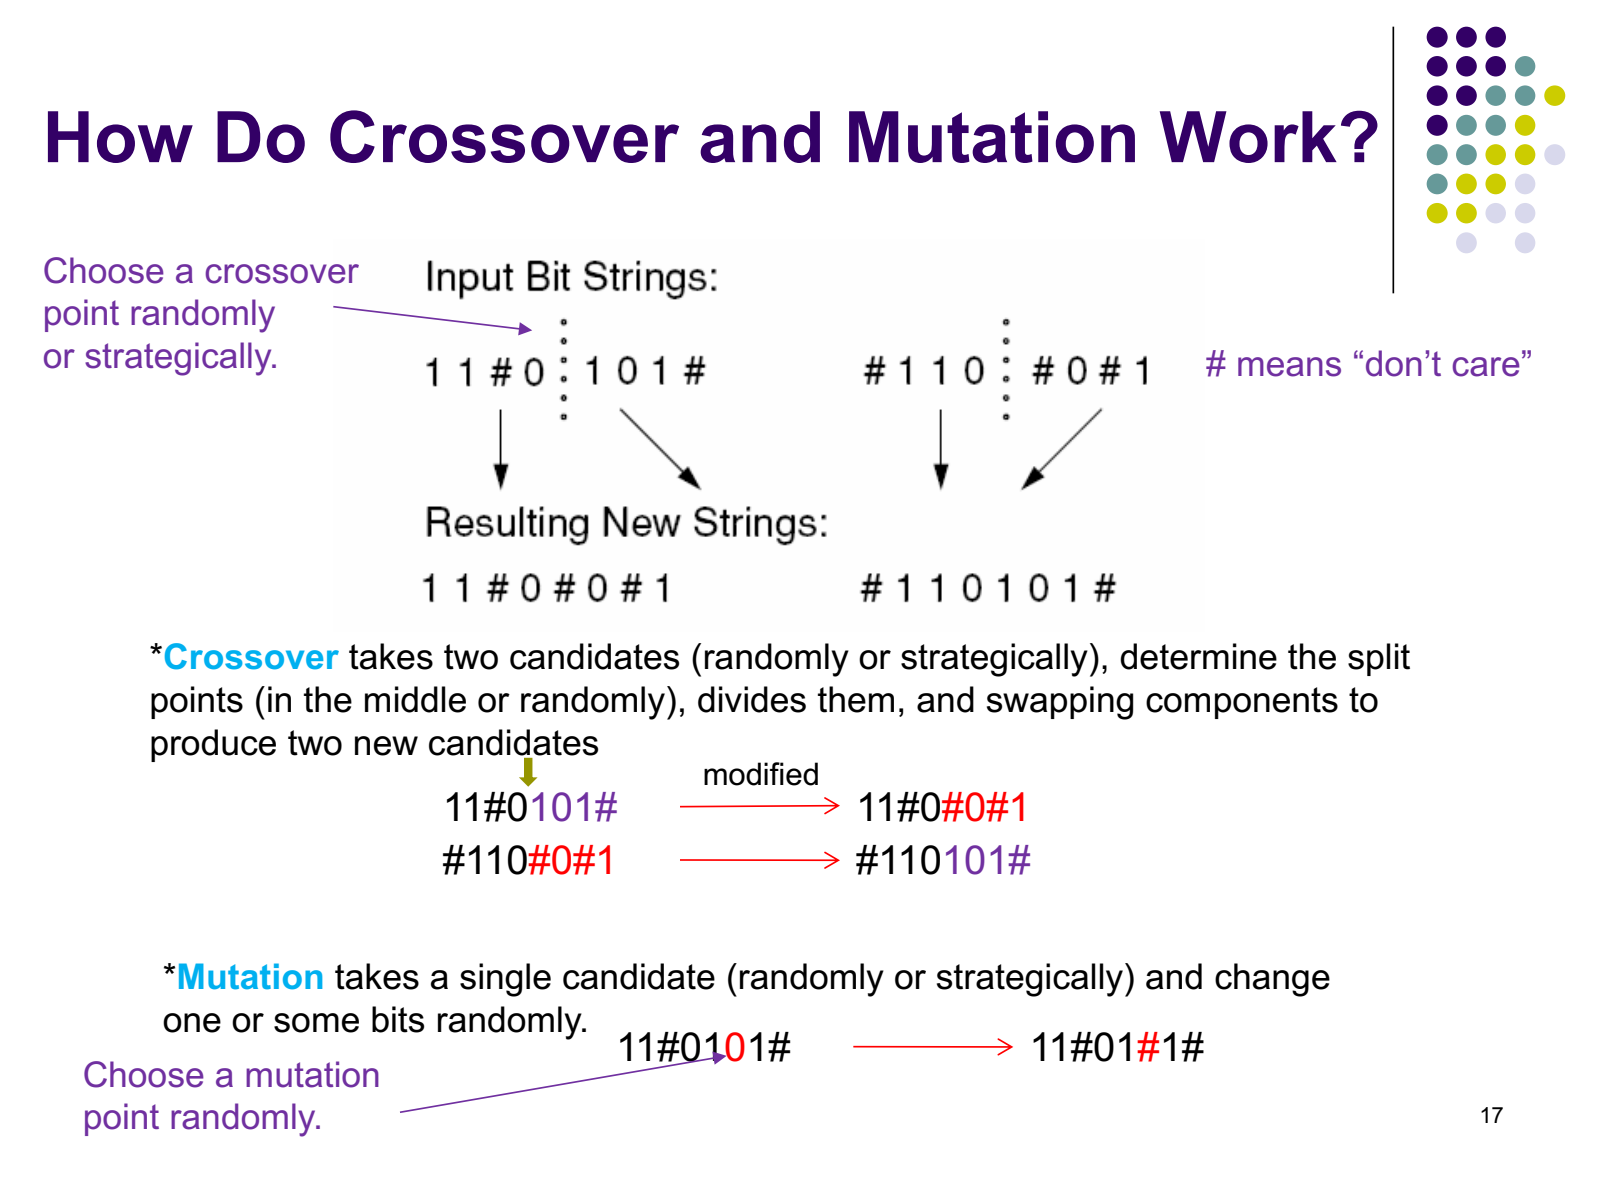 How Do Crossover and Mutation Work?
Choose a crossover
point randomly
or strategically.
Input Bit Strings:
1 1 # 0 1 0 1 #
# 1 1 0 # 0 # 1
# means “don’t care”
Resulting New Strings:
1 1 # 0 # 0 # 1
# 1 1 0 1 0 1 #
*Crossover takes two candidates (randomly or strategically), determine the split
points (in the middle or randomly), divides them, and swapping components to
produce two new candidates
modified
11#0101# 11#0#0#1
#110#0#1 #110101#
*Mutation takes a single candidate (randomly or strategically) and change
one or some bits randomly.
11#0101# 11#01#1#
Choose a mutation
point randomly.
17